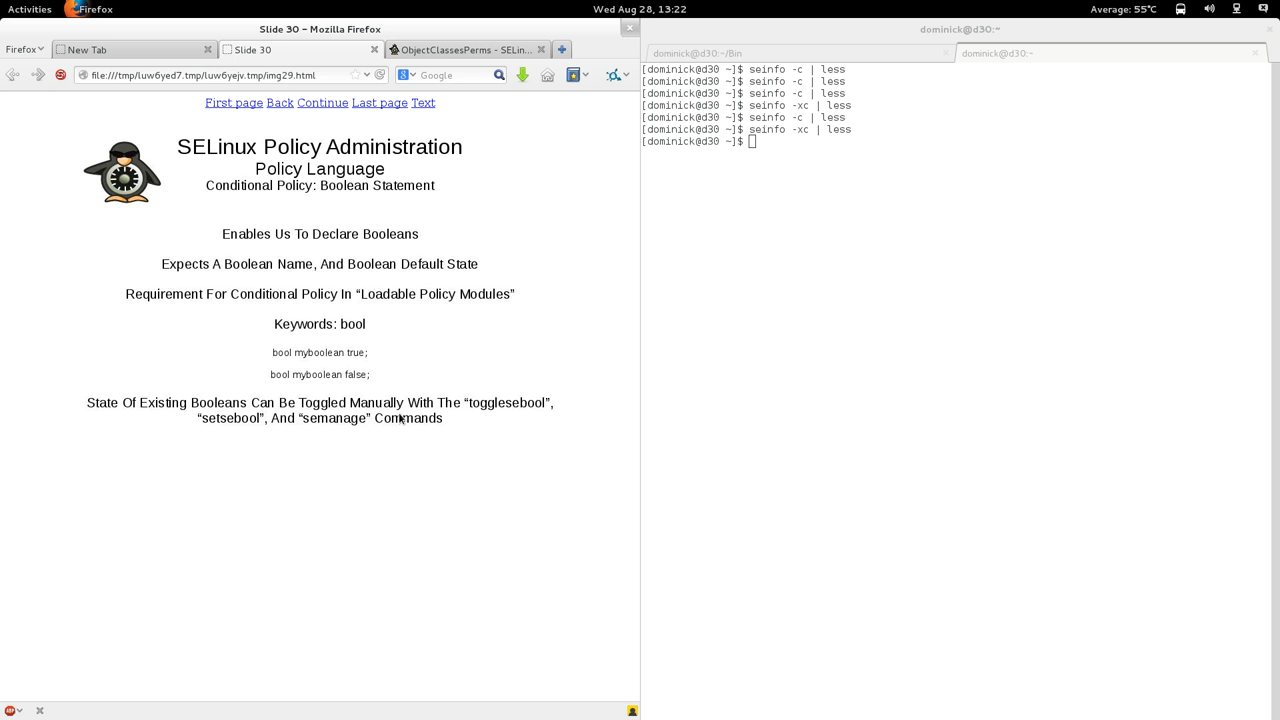 Activities
Firefox
Wed Aug 28, 13:22
Average: 55°C
Slide 30 – Mozilla Firefox
Firefox
New Tab
Slide 30
ObjectClassesPerms - SELin...
file:///tmp/luw6yed7.tmp/luw6yejv.tmp/img29.html
Google
First page Back Continue Last page Text
SELinux Policy Administration
Policy Language
Conditional Policy: Boolean Statement
Enables Us To Declare Booleans
Expects A Boolean Name, And Boolean Default State
Requirement For Conditional Policy In “Loadable Policy Modules”
Keywords: bool
bool myboolean true;
bool myboolean false;
State Of Existing Booleans Can Be Toggled Manually With The “togglesebool”,
“setsebool”, And “semanage” Commands
dominick@d30:~
dominick@d30:~/Bin
dominick@d30:~
[dominick@d30 ~]$ seinfo -c | less
[dominick@d30 ~]$ seinfo -c | less
[dominick@d30 ~]$ seinfo -c | less
[dominick@d30 ~]$ seinfo -xc | less
[dominick@d30 ~]$ seinfo -c | less
[dominick@d30 ~]$ seinfo -xc | less
[dominick@d30 ~]$